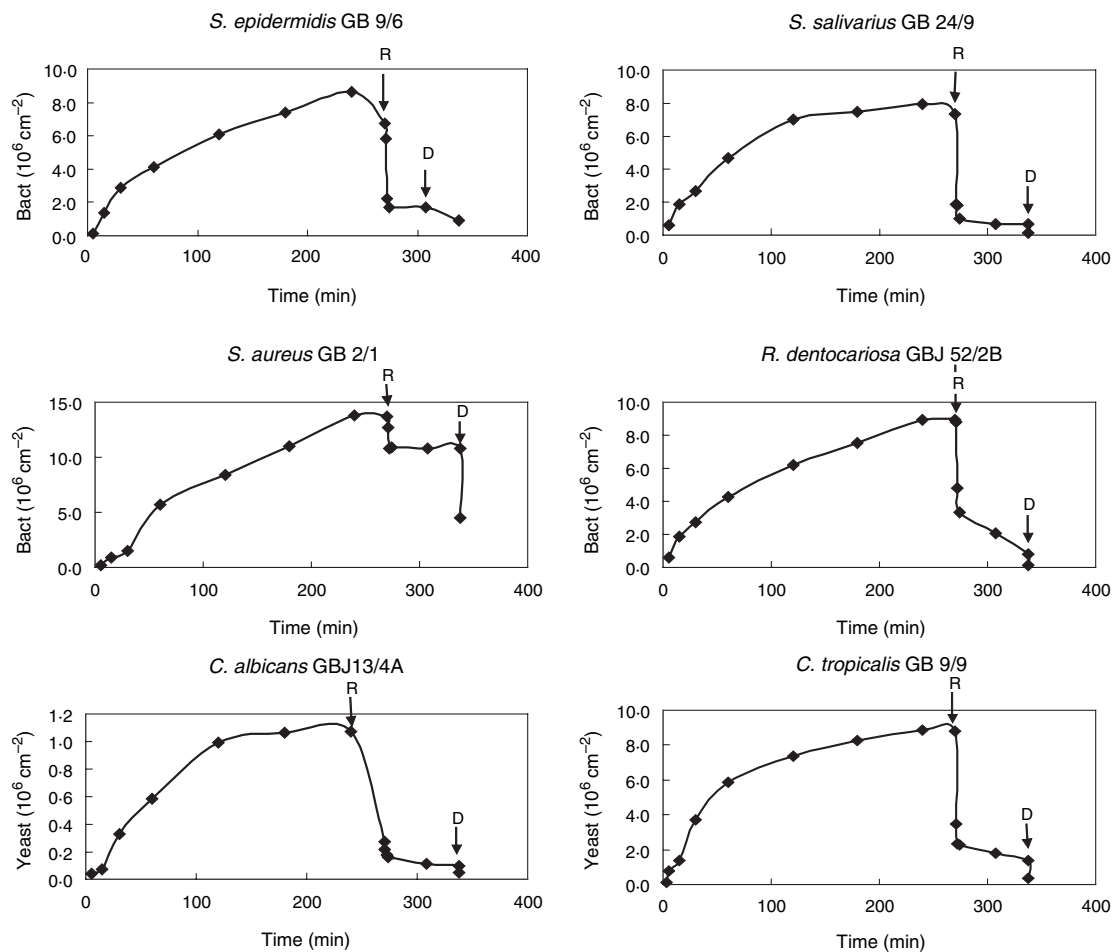 S. epidermidis GB 9/6
R
D
10·0
8·0
6·0
4·0
2·0
0·0
Bact (10⁶ cm⁻²)
0 100 200 300 400
Time (min)
S. salivarius GB 24/9
R
D
10·0
8·0
6·0
4·0
2·0
0·0
Bact (10⁶ cm⁻²)
0 100 200 300 400
Time (min)
S. aureus GB 2/1
R
D
15·0
10·0
5·0
0·0
Bact (10⁶ cm⁻²)
0 100 200 300 400
Time (min)
R. dentocariosa GBJ 52/2B
R
D
10·0
8·0
6·0
4·0
2·0
0·0
Bact (10⁶ cm⁻²)
0 100 200 300 400
Time (min)
C. albicans GBJ13/4A
R
D
1·2
1·0
0·8
0·6
0·4
0·2
0·0
Yeast (10⁶ cm⁻²)
0 100 200 300 400
Time (min)
C. tropicalis GB 9/9
R
D
10·0
8·0
6·0
4·0
2·0
0·0
Yeast (10⁶ cm⁻²)
0 100 200 300 400
Time (min)